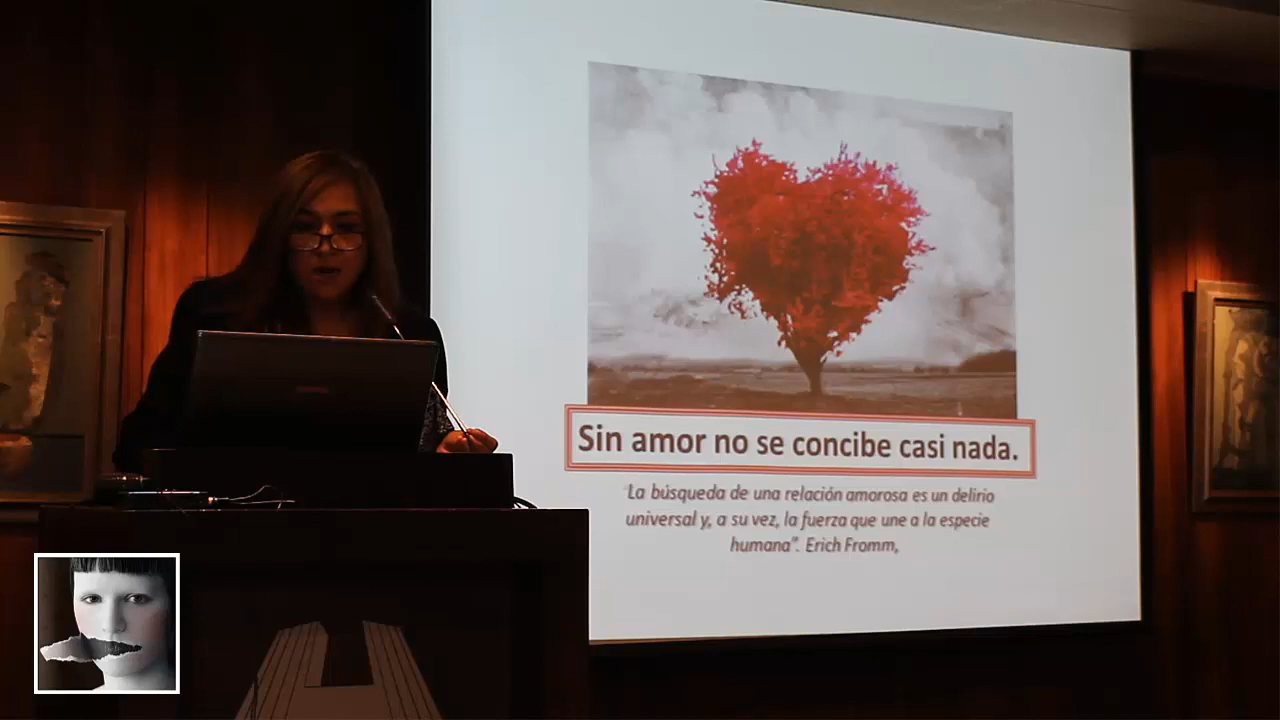 Sin amor no se concibe casi nada.
"La búsqueda de una relación amorosa es un delirio
universal y, a su vez, la fuerza que une a la especie
humana". Erich Fromm,